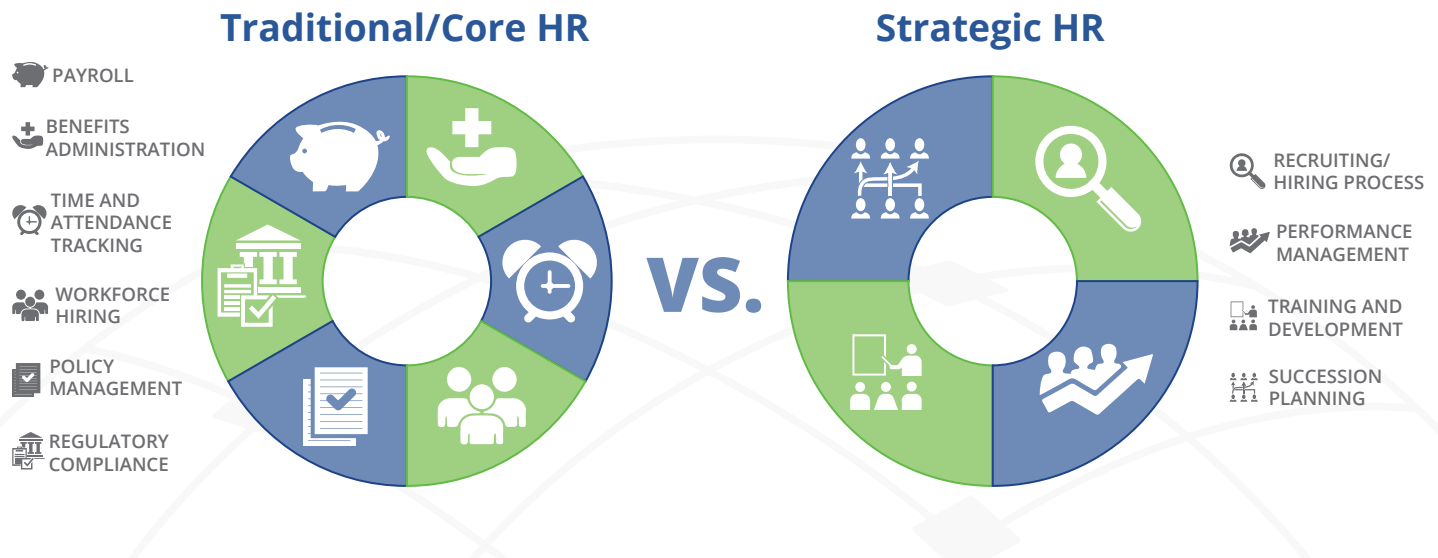 Traditional/Core HR
PAYROLL
BENEFITS
ADMINISTRATION
TIME AND
ATTENDANCE
TRACKING
WORKFORCE
HIRING
POLICY
MANAGEMENT
REGULATORY
COMPLIANCE
VS.
Strategic HR
RECRUITING/
HIRING PROCESS
PERFORMANCE
MANAGEMENT
TRAINING AND
DEVELOPMENT
SUCCESSION
PLANNING